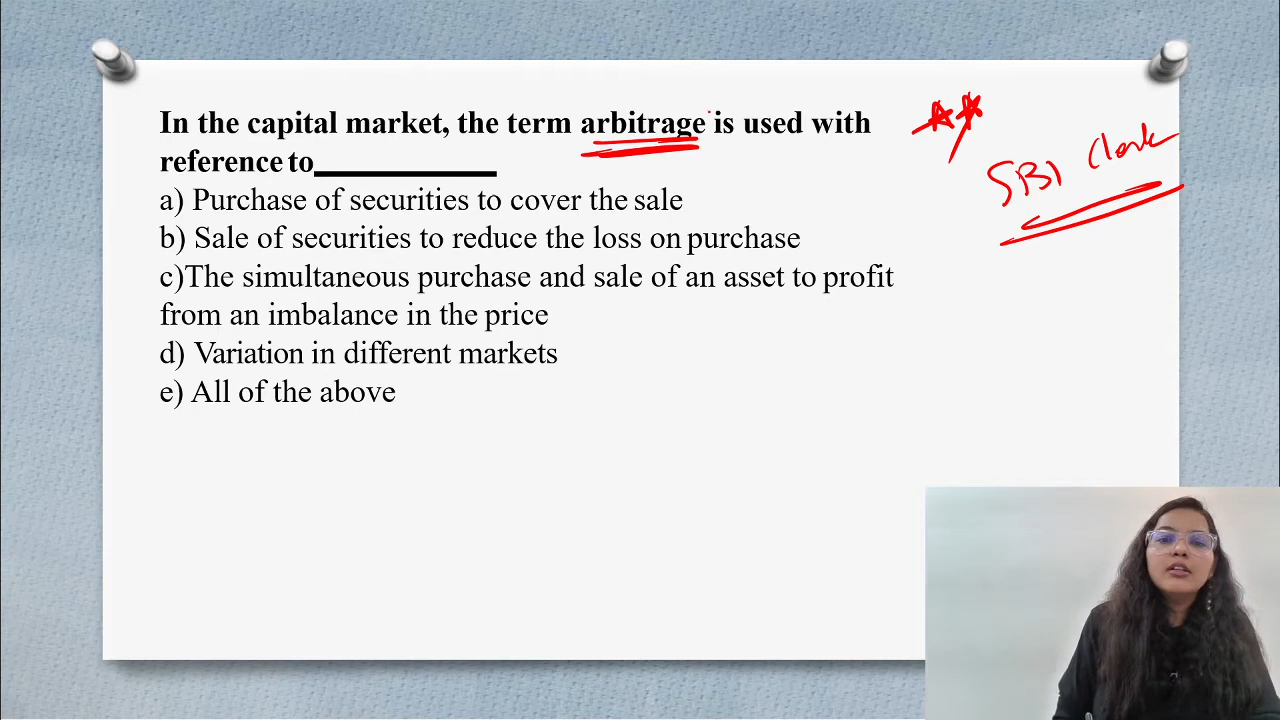 In the capital market, the term arbitrage is used with
reference to__________
a) Purchase of securities to cover the sale
b) Sale of securities to reduce the loss on purchase
c)The simultaneous purchase and sale of an asset to profit
from an imbalance in the price
d) Variation in different markets
e) All of the above
SBI Clerk